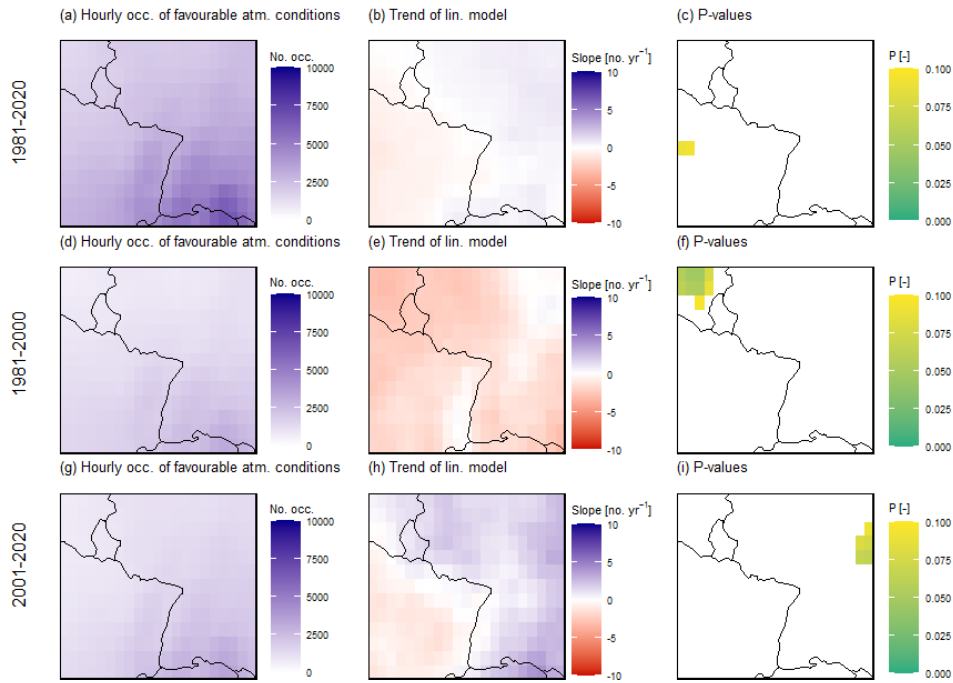 (a) Hourly occ. of favourable atm. conditions
(b) Trend of lin. model
(c) P-values
1981-2020
No. occ.
10000
7500
5000
2500
0
Slope [no. yr⁻¹]
10
5
0
-5
-10
P [-]
0.100
0.075
0.050
0.025
0.000
(d) Hourly occ. of favourable atm. conditions
(e) Trend of lin. model
(f) P-values
1981-2000
No. occ.
10000
7500
5000
2500
0
Slope [no. yr⁻¹]
10
5
0
-5
-10
P [-]
0.100
0.075
0.050
0.025
0.000
(g) Hourly occ. of favourable atm. conditions
(h) Trend of lin. model
(i) P-values
2001-2020
No. occ.
10000
7500
5000
2500
0
Slope [no. yr⁻¹]
10
5
0
-5
-10
P [-]
0.100
0.075
0.050
0.025
0.000